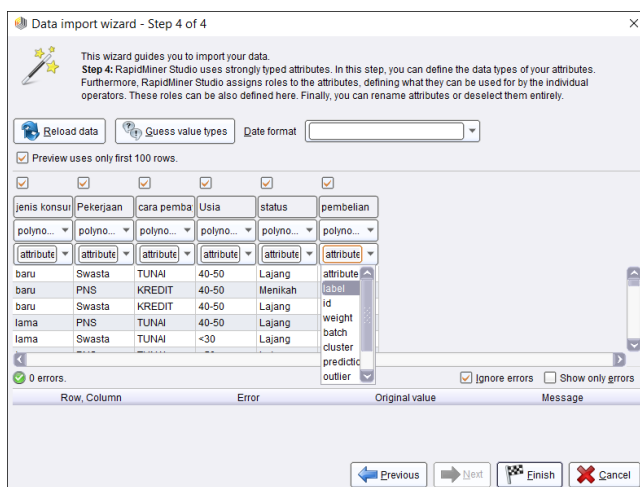 Data import wizard - Step 4 of 4
This wizard guides you to import your data.
Step 4: RapidMiner Studio uses strongly typed attributes. In this step, you can define the data types of your attributes.
Furthermore, RapidMiner Studio assigns roles to the attributes, defining what they can be used for by the individual
operators. These roles can be also defined here. Finally, you can rename attributes or deselect them entirely.
Reload data Guess value types Date format
Preview uses only first 100 rows.
jenis konsur Pekerjaan cara pemba Usia status pembelian
polyno... polyno... polyno... polyno... polyno... polyno...
attribute attribute attribute attribute attribute attribute
baru Swasta TUNAI 40-50 Lajang attribute
baru PNS KREDIT 40-50 Menikah label
baru Swasta KREDIT 40-50 Lajang id
lama PNS TUNAI 40-50 Lajang weight
lama Swasta TUNAI <30 Lajang batch
cluster
predictio
outlier
0 errors. Ignore errors Show only errors
Row, Column Error Original value Message
Previous Next Finish Cancel